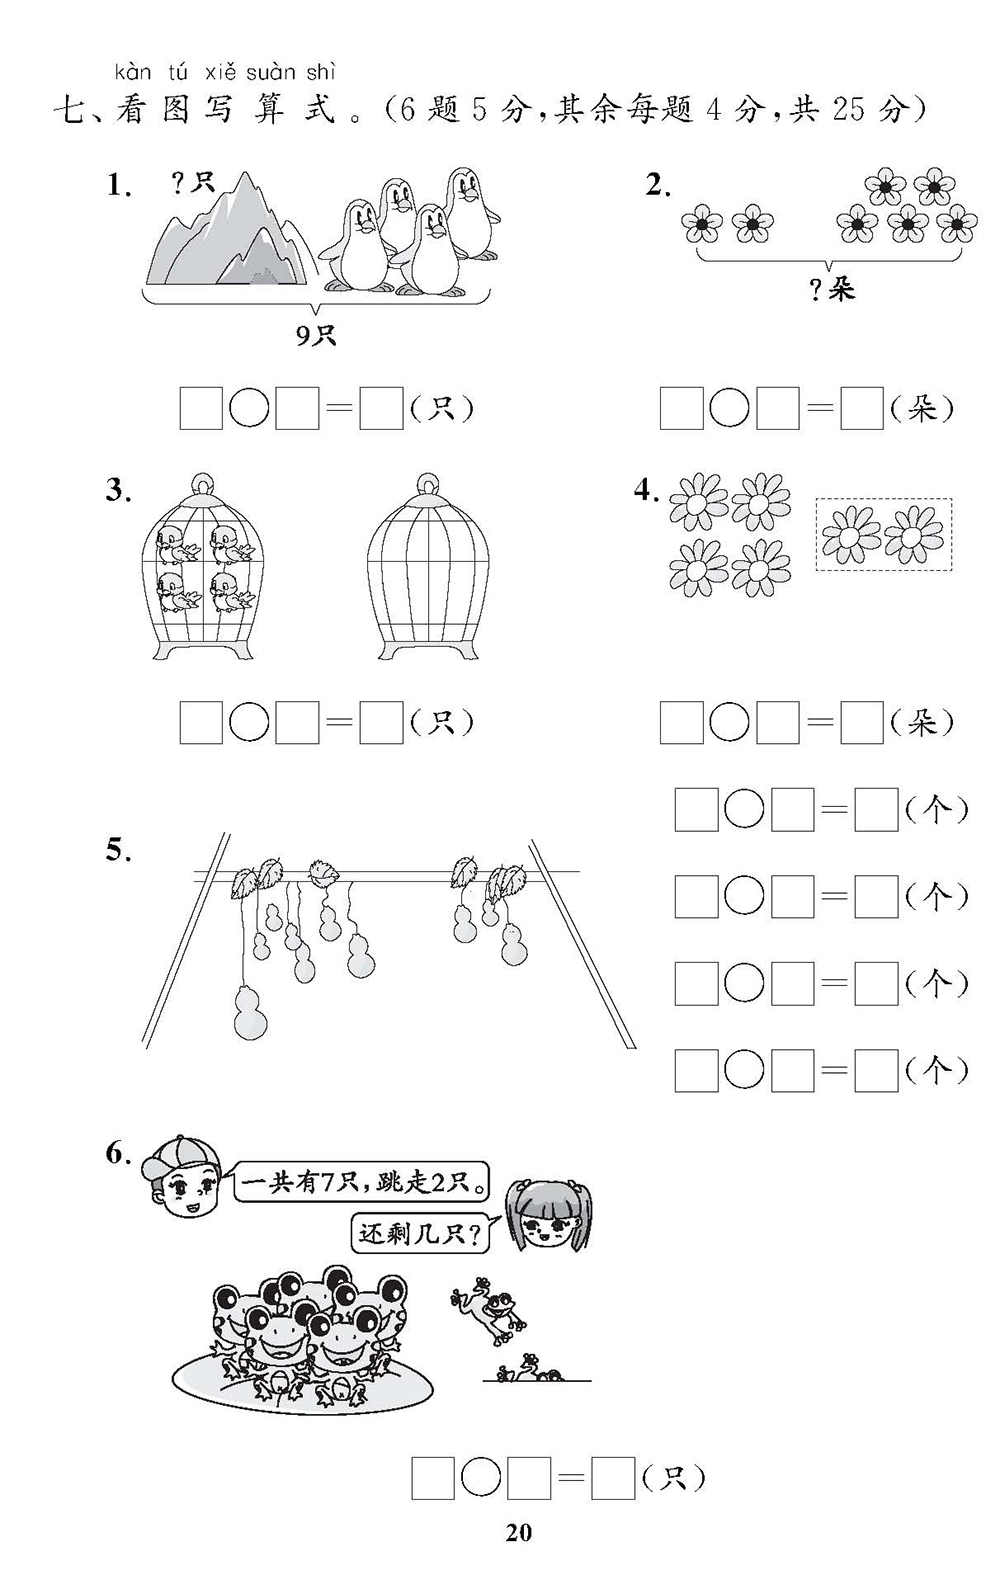 kàn tú xiě suàn shì
七、看图写算式。(6题5分,其余每题4分,共25分)
1. ?只
9只
□○□=□(只)
2.
?朵
□○□=□(朵)
3.
□○□=□(只)
4.
□○□=□(朵)
5.
□○□=□(个)
□○□=□(个)
□○□=□(个)
□○□=□(个)
6.
一共有7只,跳走2只。
还剩几只?
□○□=□(只)
20